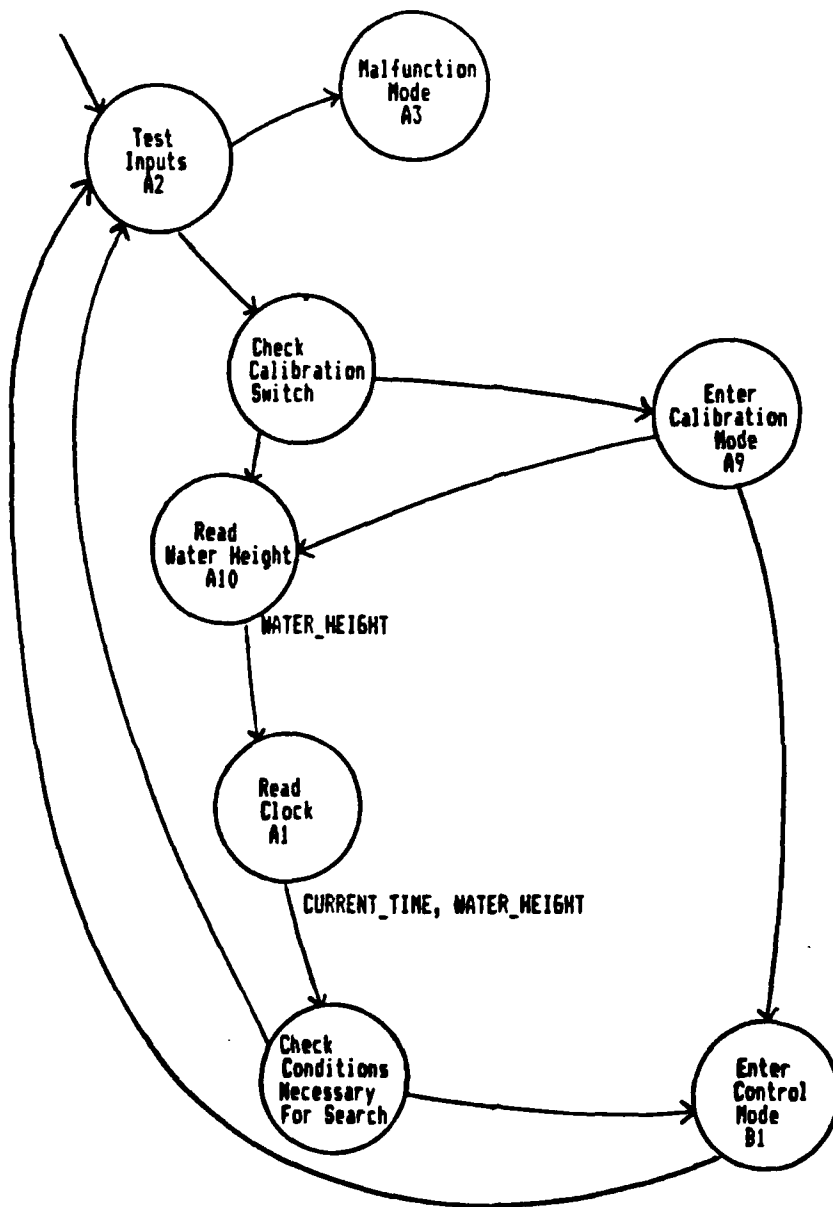 Malfunction
Mode
A3
Test
Inputs
A2
Check
Calibration
Switch
Enter
Calibration
Mode
A9
Read
Water Height
A10
WATER_HEIGHT
Read
Clock
A1
CURRENT_TIME, WATER_HEIGHT
Check
Conditions
Necessary
For Search
Enter
Control
Mode
B1